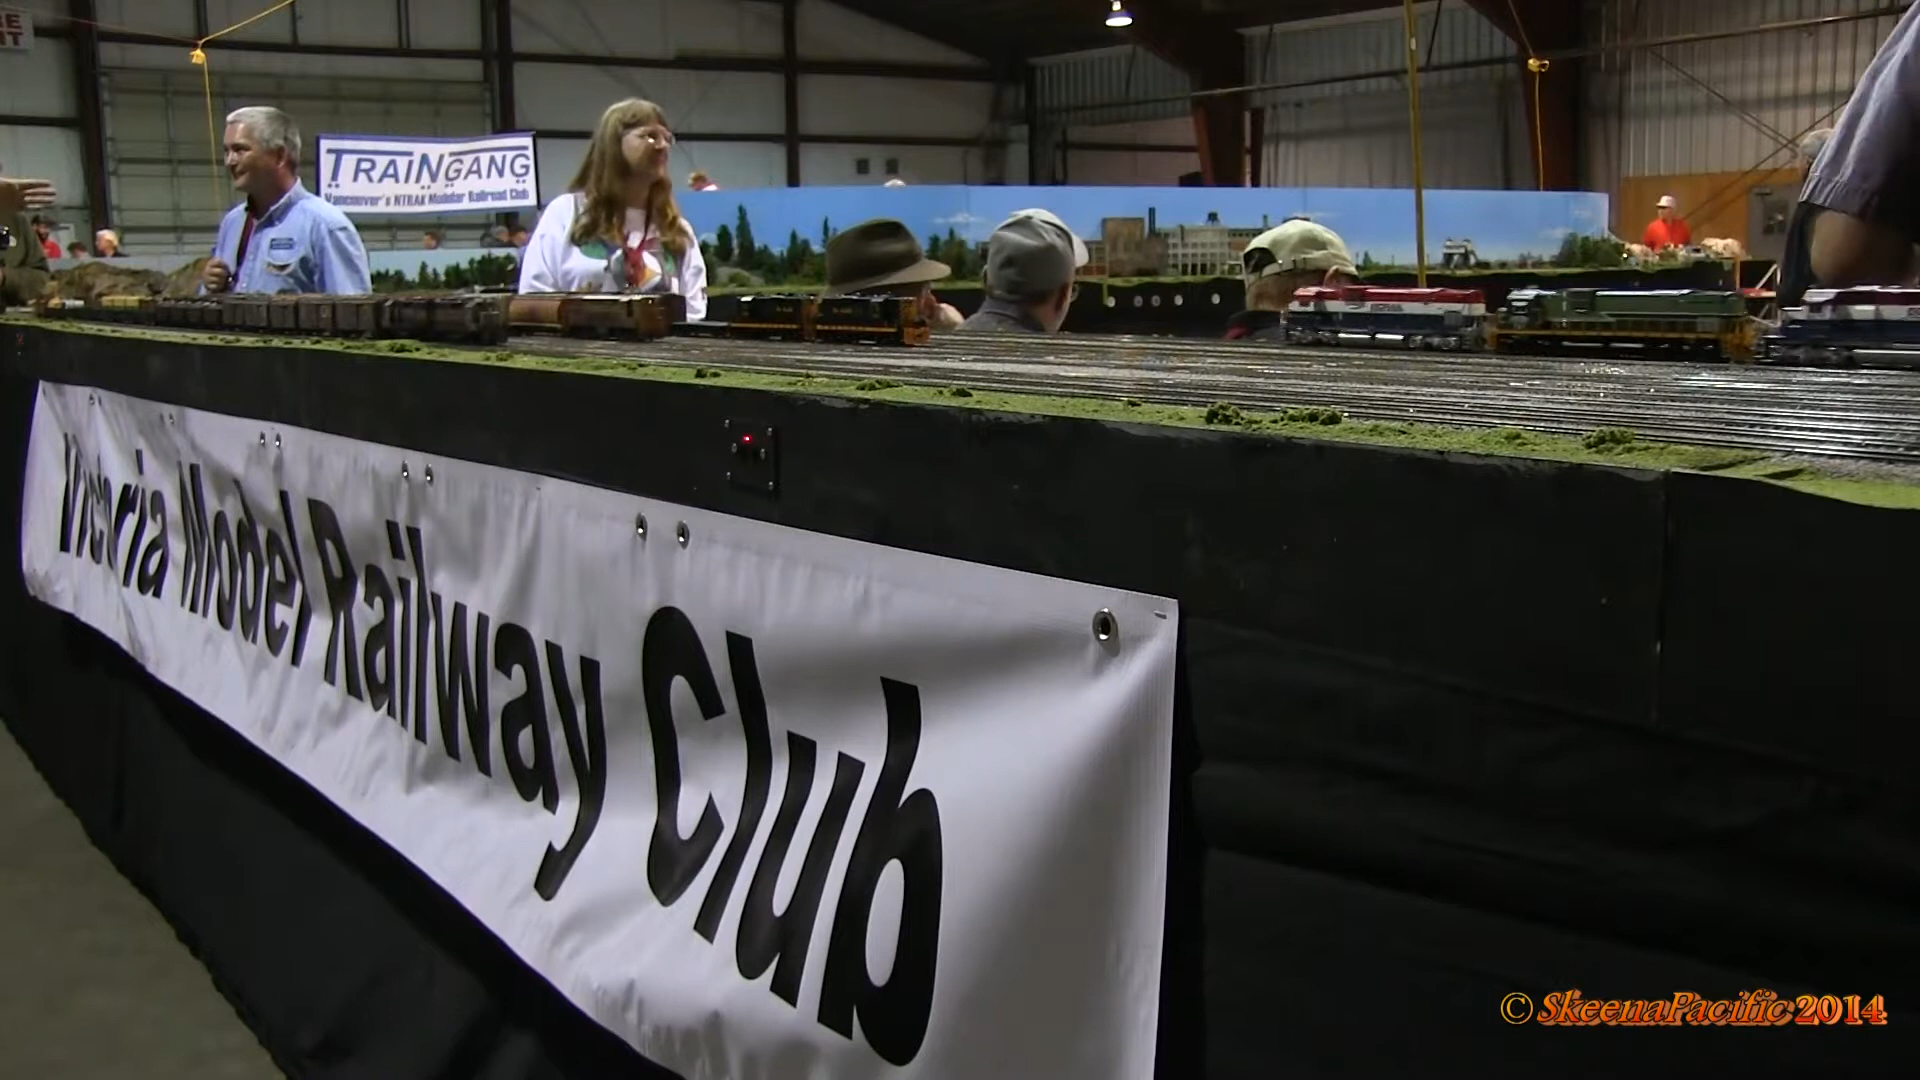 TRAINGANG
Vancouver's NTRAK Modular Railroad Club
Victoria Model Railway Club
© SkeenaPacific 2014